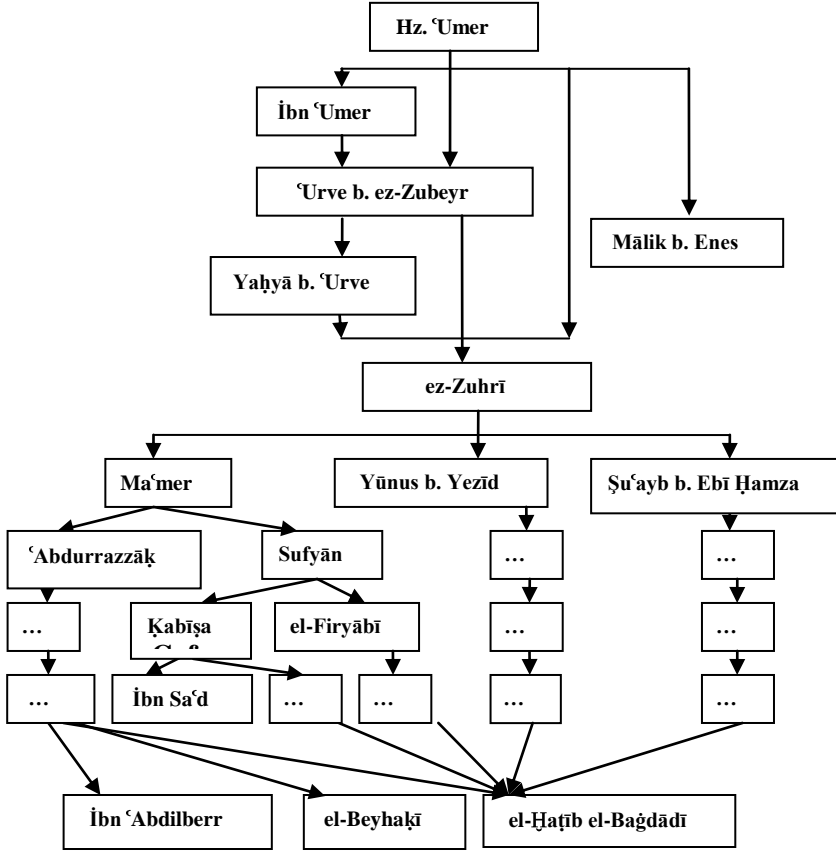 Hz. ʿUmer
İbn ʿUmer
ʿUrve b. ez-Zubeyr
Mālik b. Enes
Yaḥyā b. ʿUrve
ez-Zuhrī
Maʿmer
Yūnus b. Yezīd
Şuʿayb b. Ebī Ḥamza
ʿAbdurrazzāḳ
Sufyān
…
…
…
Ḳabīṣa
el-Firyābī
…
…
…
İbn Saʿd
…
…
…
…
İbn ʿAbdilberr
el-Beyhaḳī
el-Ḫaṭīb el-Baġdādī